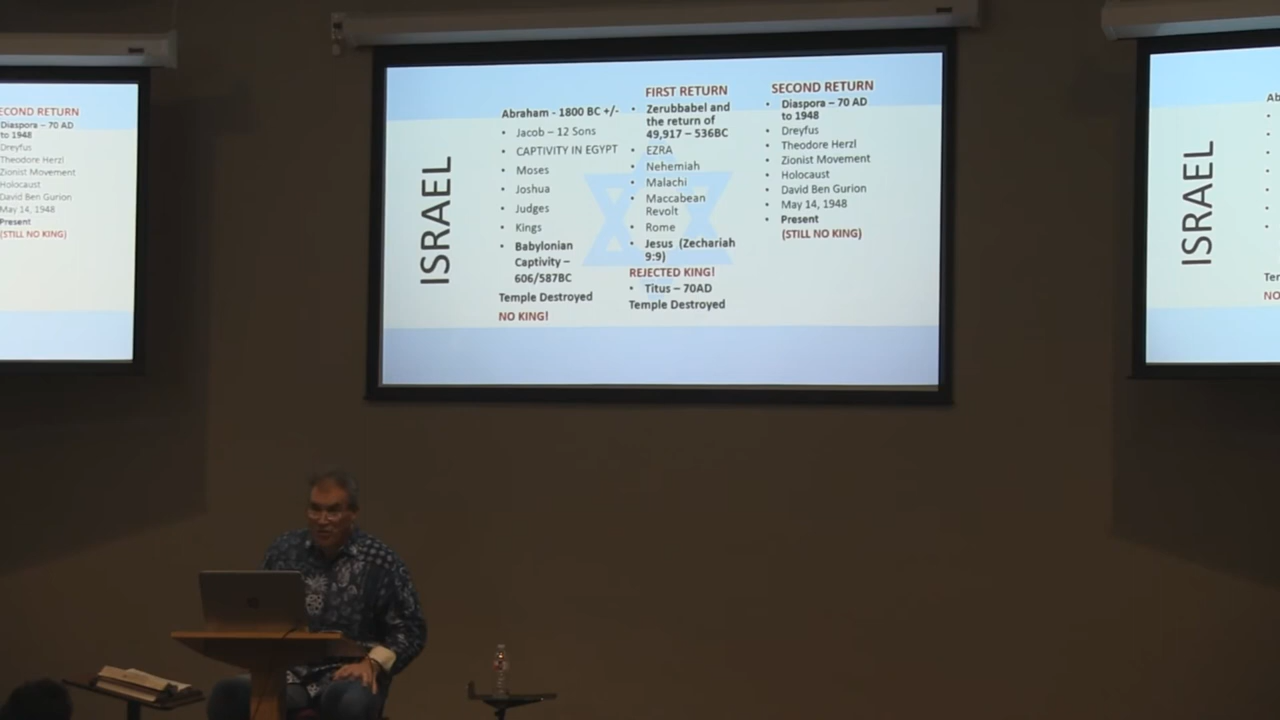 ECOND RETURN
Diaspora – 70 AD
to 1948
Dreyfus
Theodore Herzl
Zionist Movement
Holocaust
David Ben Gurion
May 14, 1948
Present
(STILL NO KING)
ISRAEL
Abraham - 1800 BC +/-
• Jacob – 12 Sons
• CAPTIVITY IN EGYPT
• Moses
• Joshua
• Judges
• Kings
• Babylonian
Captivity –
606/587BC
Temple Destroyed
NO KING!
FIRST RETURN
• Zerubbabel and
the return of
49,917 – 536BC
• EZRA
• Nehemiah
• Malachi
• Maccabean
Revolt
• Rome
• Jesus (Zechariah
9:9)
REJECTED KING!
• Titus – 70AD
Temple Destroyed
SECOND RETURN
• Diaspora – 70 AD
to 1948
• Dreyfus
• Theodore Herzl
• Zionist Movement
• Holocaust
• David Ben Gurion
• May 14, 1948
• Present
(STILL NO KING)
ISRAEL
Ab
Ter
NO